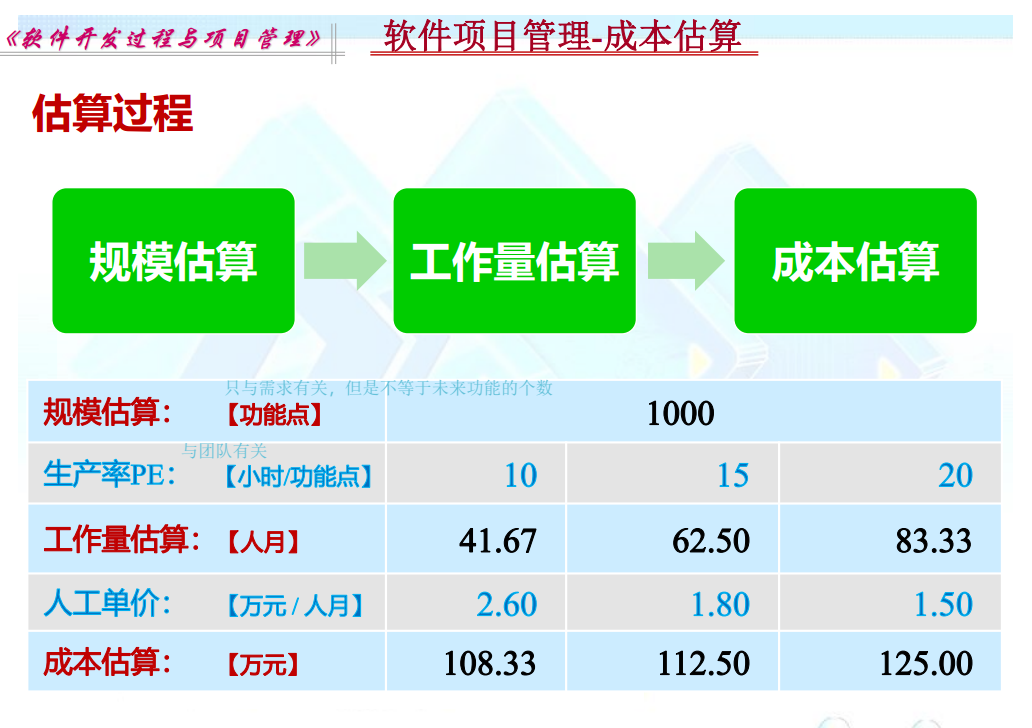 《软件开发过程与项目管理》
软件项目管理-成本估算
估算过程
规模估算
工作量估算
成本估算
只与需求有关，但是不等于未来功能的个数
规模估算： 【功能点】 1000
与团队有关
生产率PE： 【小时/功能点】 10 15 20
工作量估算： 【人月】 41.67 62.50 83.33
人工单价： 【万元 / 人月】 2.60 1.80 1.50
成本估算： 【万元】 108.33 112.50 125.00